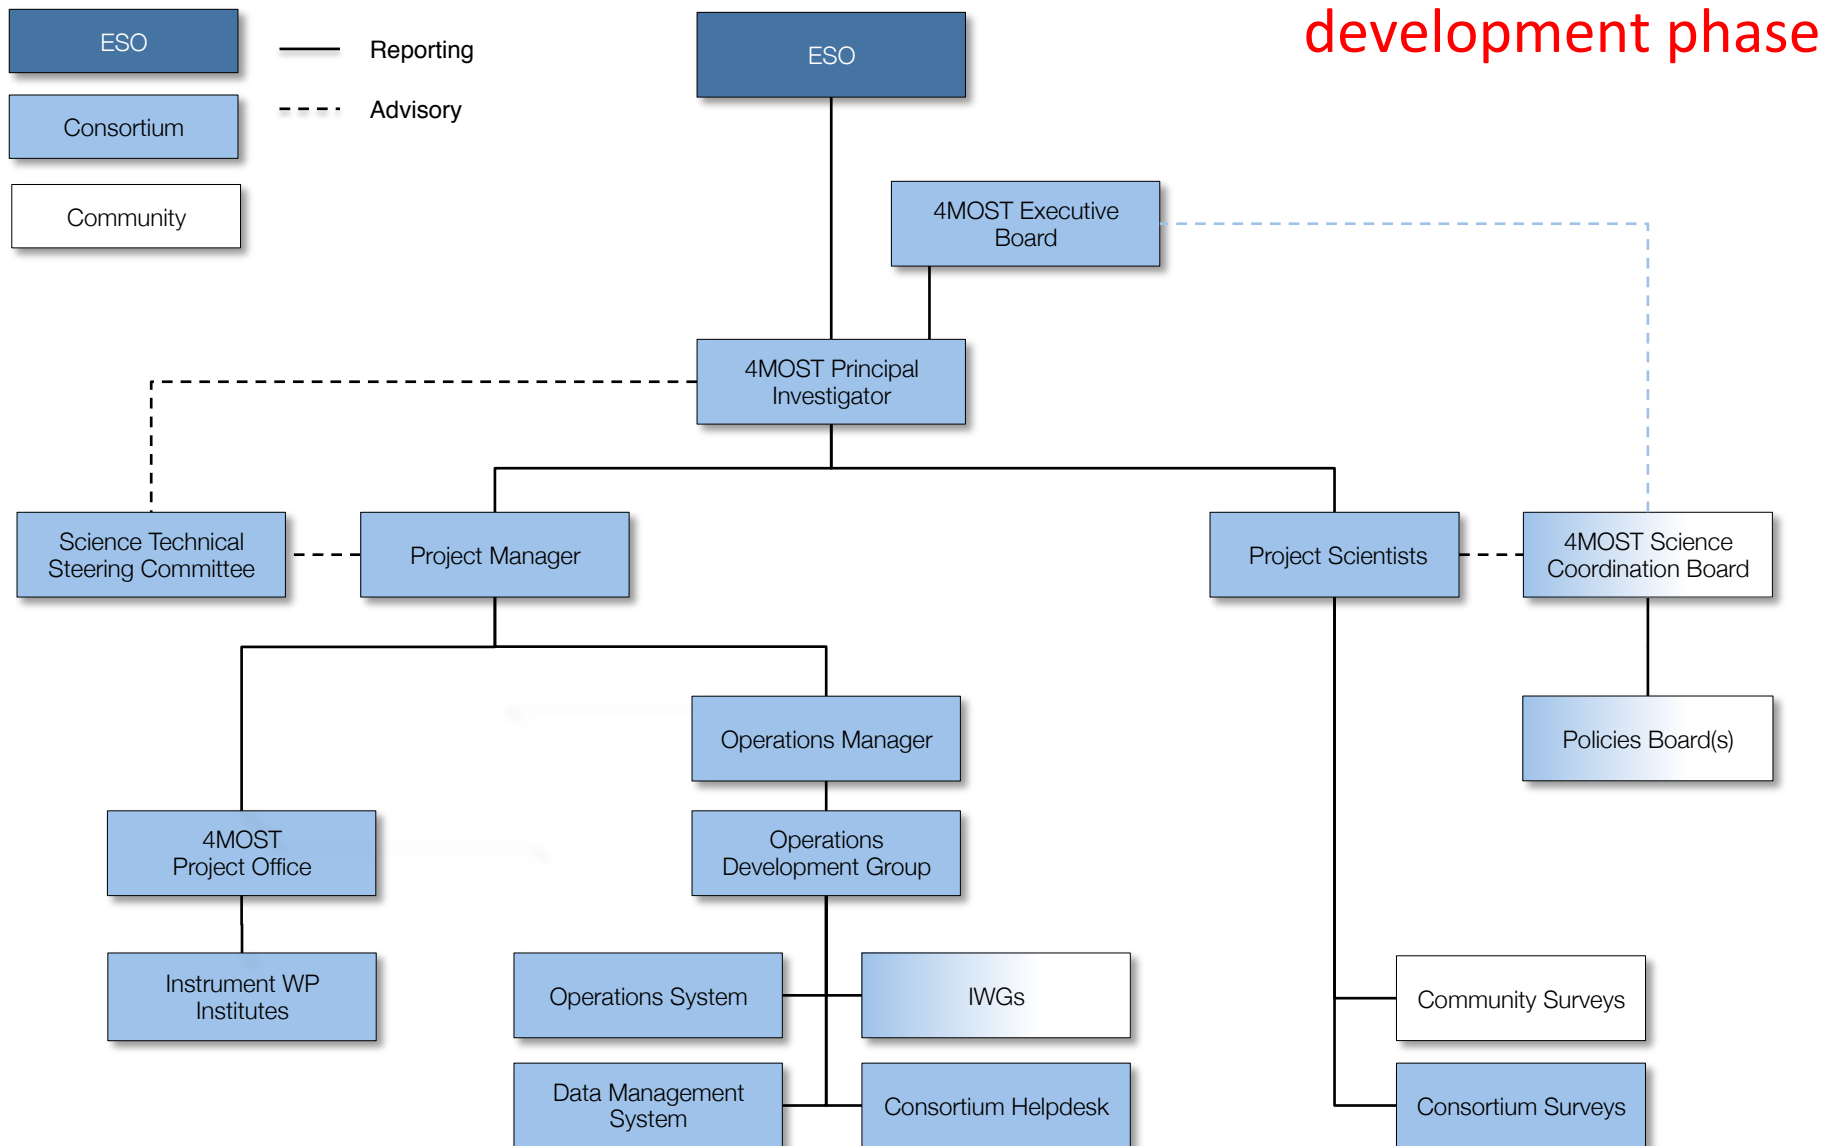 development phase
ESO
Reporting
ESO
Advisory
Consortium
Community
4MOST Executive
Board
4MOST Principal
Investigator
Science Technical
Steering Committee
Project Manager
Project Scientists
4MOST Science
Coordination Board
Operations Manager
Policies Board(s)
4MOST
Project Office
Operations
Development Group
Instrument WP
Institutes
Operations System
IWGs
Community Surveys
Data Management
System
Consortium Helpdesk
Consortium Surveys